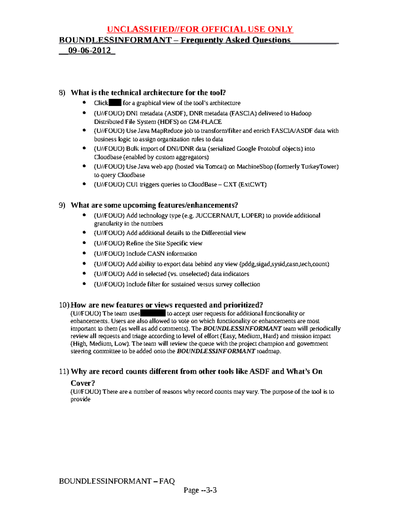 UNCLASSIFIED//FOR OFFICIAL USE ONLY
BOUNDLESSINFORMANT – Frequently Asked Questions
09-06-2012
8) What is the technical architecture for the tool?
• Click for a graphical view of the tool's architecture
• (U//FOUO) DNI metadata (ASDF), DNR metadata (FASCIA) delivered to Hadoop
Distributed File System (HDFS) on GM-PLACE
• (U//FOUO) Use Java MapReduce job to transform/filter and enrich FASCIA/ASDF data with
business logic to assign organization rules to data
• (U//FOUO) Bulk import of DNI/DNR data (serialized Google Protobuf objects) into
Cloudbase (enabled by custom aggregators)
• (U//FOUO) Use Java web app (hosted via Tomcat) on MachineShop (formerly TurkeyTower)
to query Cloudbase
• (U//FOUO) GUI triggers queries to CloudBase – GXT (ExtGWT)
9) What are some upcoming features/enhancements?
• (U//FOUO) Add technology type (e.g. JUGGERNAUT, LOPER) to provide additional
granularity in the numbers
• (U//FOUO) Add additional details to the Differential view
• (U//FOUO) Refine the Site Specific view
• (U//FOUO) Include CASN information
• (U//FOUO) Add ability to export data behind any view (pddg,sigad,sysid,casn,tech,count)
• (U//FOUO) Add in selected (vs. unselected) data indicators
• (U//FOUO) Include filter for sustained versus survey collection
10) How are new features or views requested and prioritized?
(U//FOUO) The team uses to accept user requests for additional functionality or
enhancements. Users are also allowed to vote on which functionality or enhancements are most
important to them (as well as add comments). The BOUNDLESSINFORMANT team will periodically
review all requests and triage according to level of effort (Easy, Medium, Hard) and mission impact
(High, Medium, Low). The team will review the queue with the project champion and government
steering committee to be added onto the BOUNDLESSINFORMANT roadmap.
11) Why are record counts different from other tools like ASDF and What's On
Cover?
(U//FOUO) There are a number of reasons why record counts may vary. The purpose of the tool is to
provide
BOUNDLESSINFORMANT – FAQ
Page --3-3